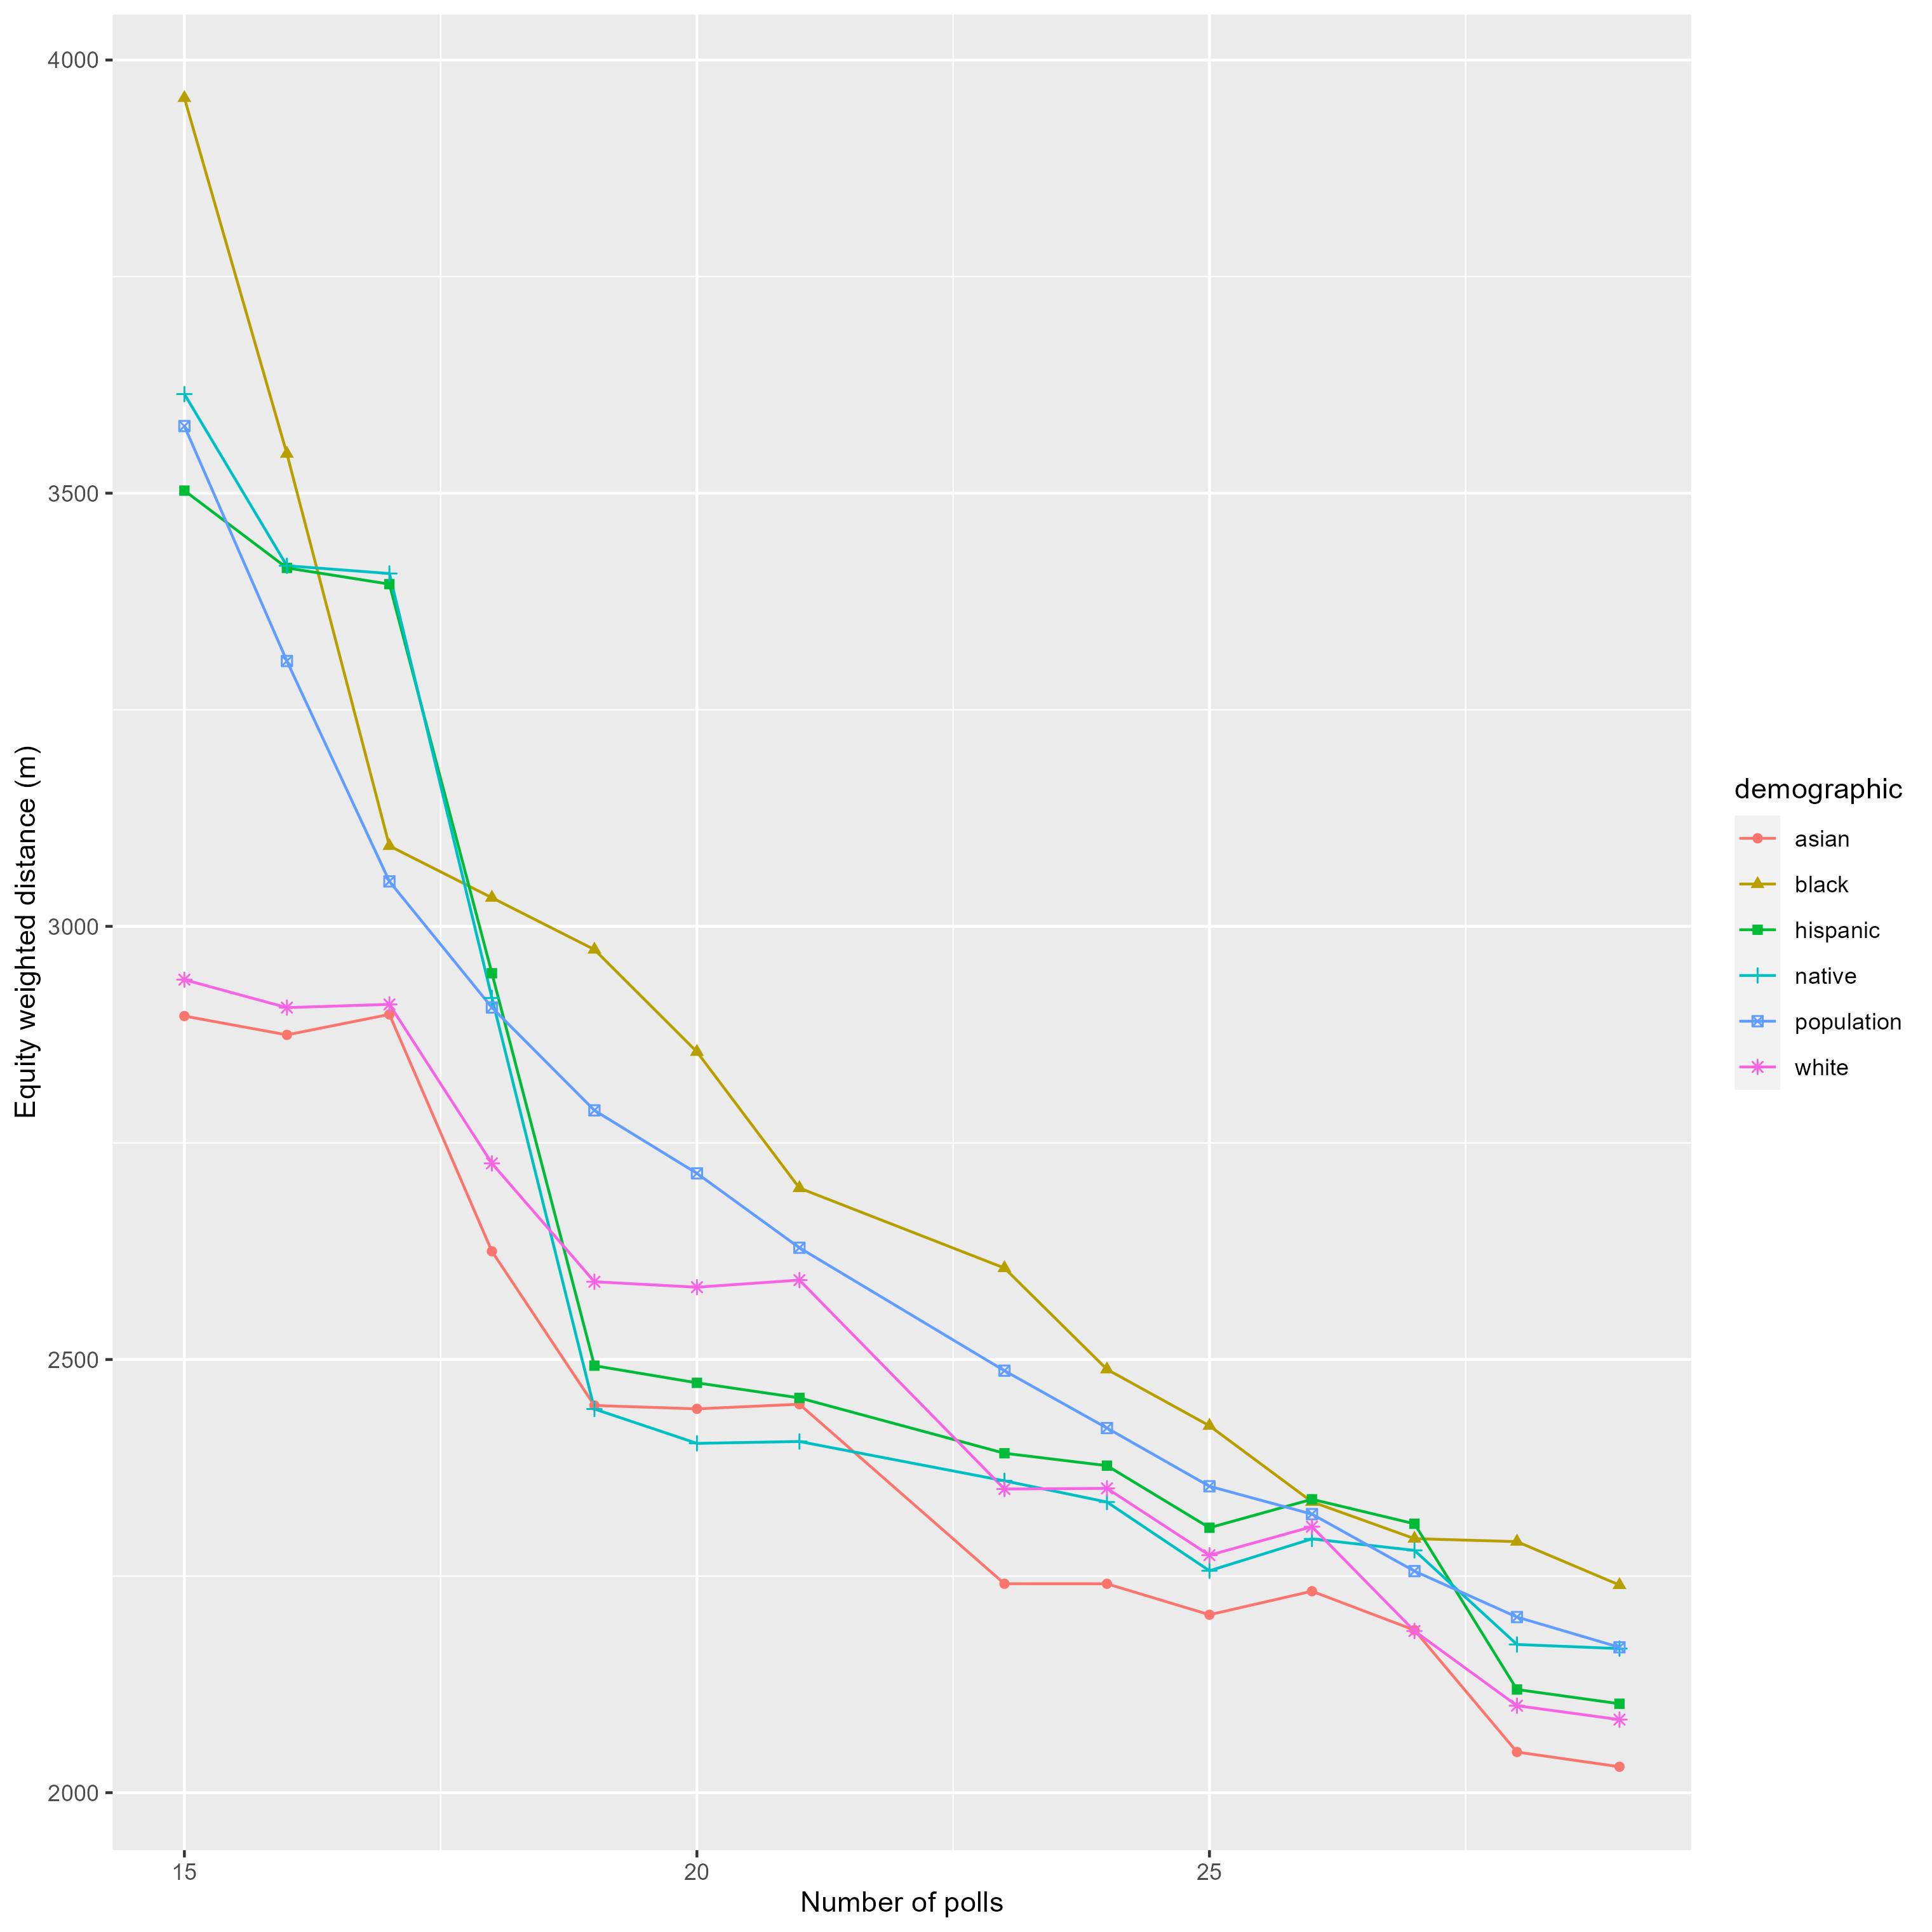 4000
3500
3000
2500
2000
Equity weighted distance (m)
15
20
25
Number of polls
demographic
asian
black
hispanic
native
population
white